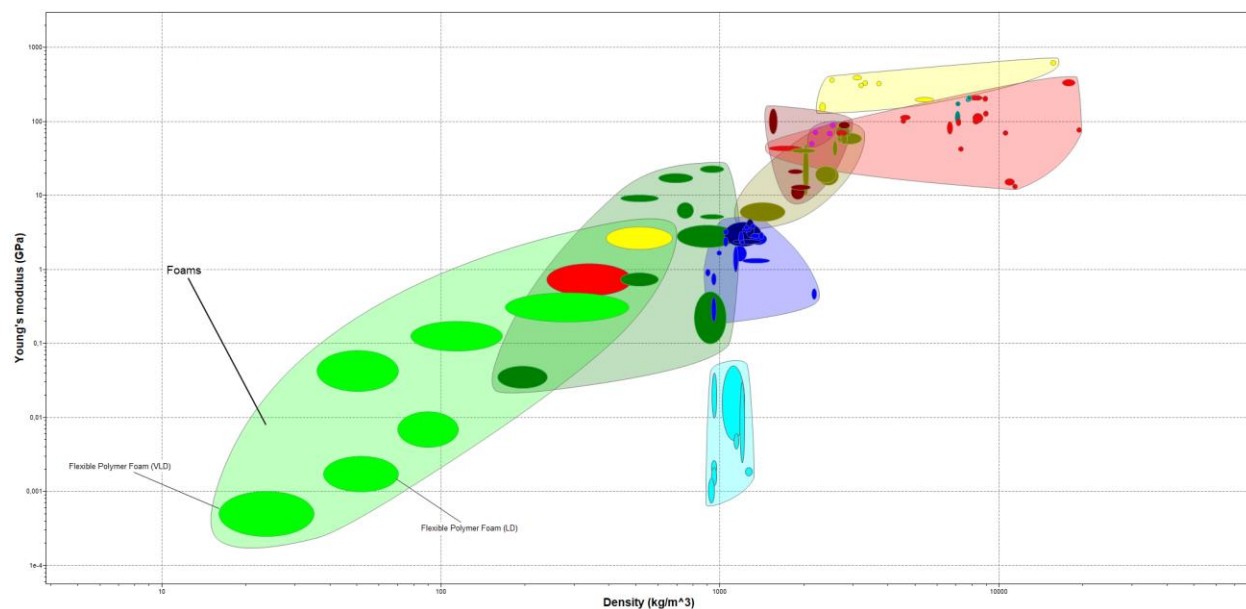 1000
100
10
1
0,1
0,01
0,001
1e-4
Young's modulus (GPa)
Foams
Flexible Polymer Foam (VLD)
Flexible Polymer Foam (LD)
10
100
1000
10000
Density (kg/m^3)